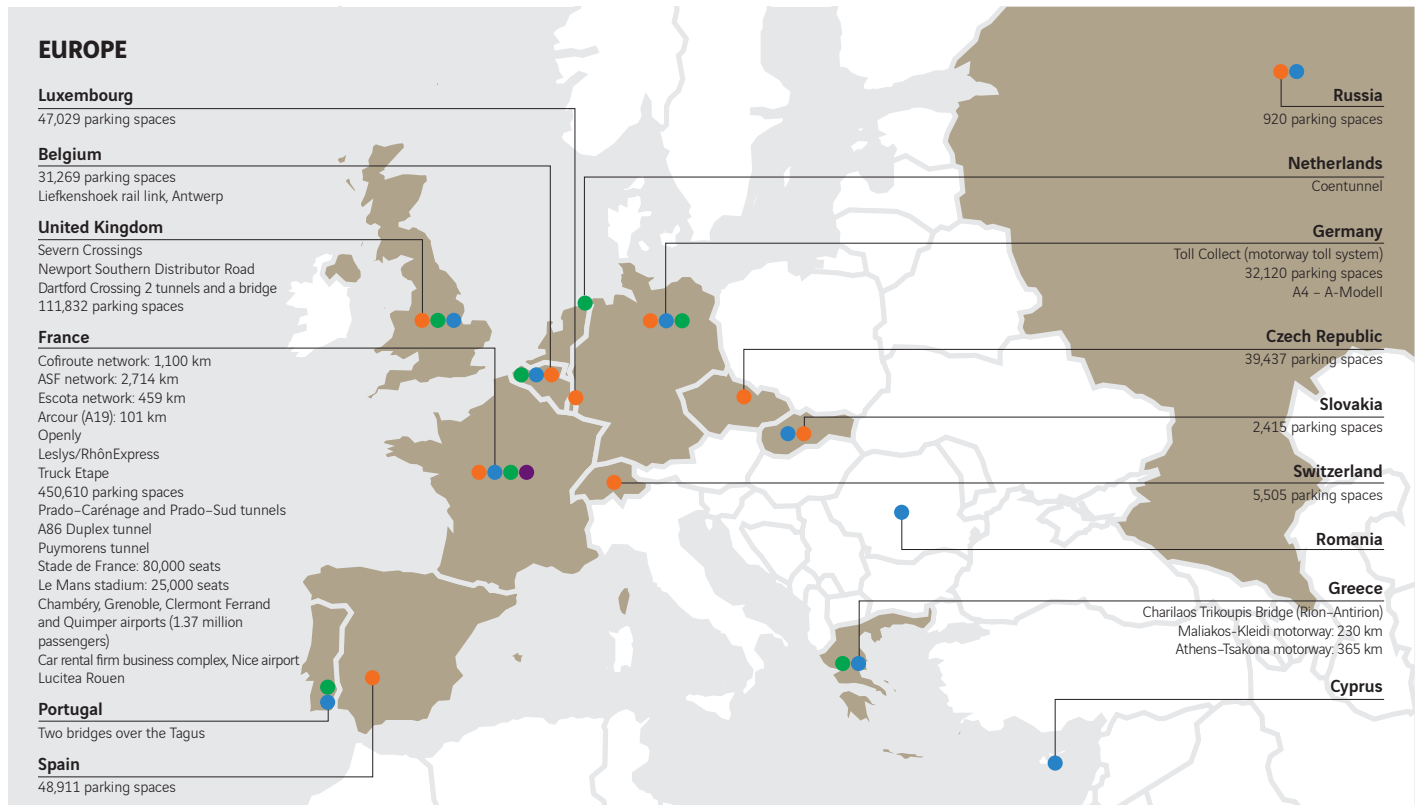 EUROPE
Luxembourg
47,029 parking spaces
Belgium
31,269 parking spaces
Liefkenshoek rail link, Antwerp
United Kingdom
Severn Crossings
Newport Southern Distributor Road
Dartford Crossing 2 tunnels and a bridge
111,832 parking spaces
France
Cofiroute network: 1,100 km
ASF network: 2,714 km
Escota network: 459 km
Arcour (A19): 101 km
Openly
Leslys/RhônExpress
Truck Etape
450,610 parking spaces
Prado–Carénage and Prado–Sud tunnels
A86 Duplex tunnel
Puymorens tunnel
Stade de France: 80,000 seats
Le Mans stadium: 25,000 seats
Chambéry, Grenoble, Clermont Ferrand
and Quimper airports (1.37 million
passengers)
Car rental firm business complex, Nice airport
Lucitea Rouen
Portugal
Two bridges over the Tagus
Spain
48,911 parking spaces
Russia
920 parking spaces
Netherlands
Coentunnel
Germany
Toll Collect (motorway toll system)
32,120 parking spaces
A4 – A-Modell
Czech Republic
39,437 parking spaces
Slovakia
2,415 parking spaces
Switzerland
5,505 parking spaces
Romania
Greece
Charilaos Trikoupis Bridge (Rion–Antirion)
Maliakos-Kleidi motorway: 230 km
Athens–Tsakona motorway: 365 km
Cyprus